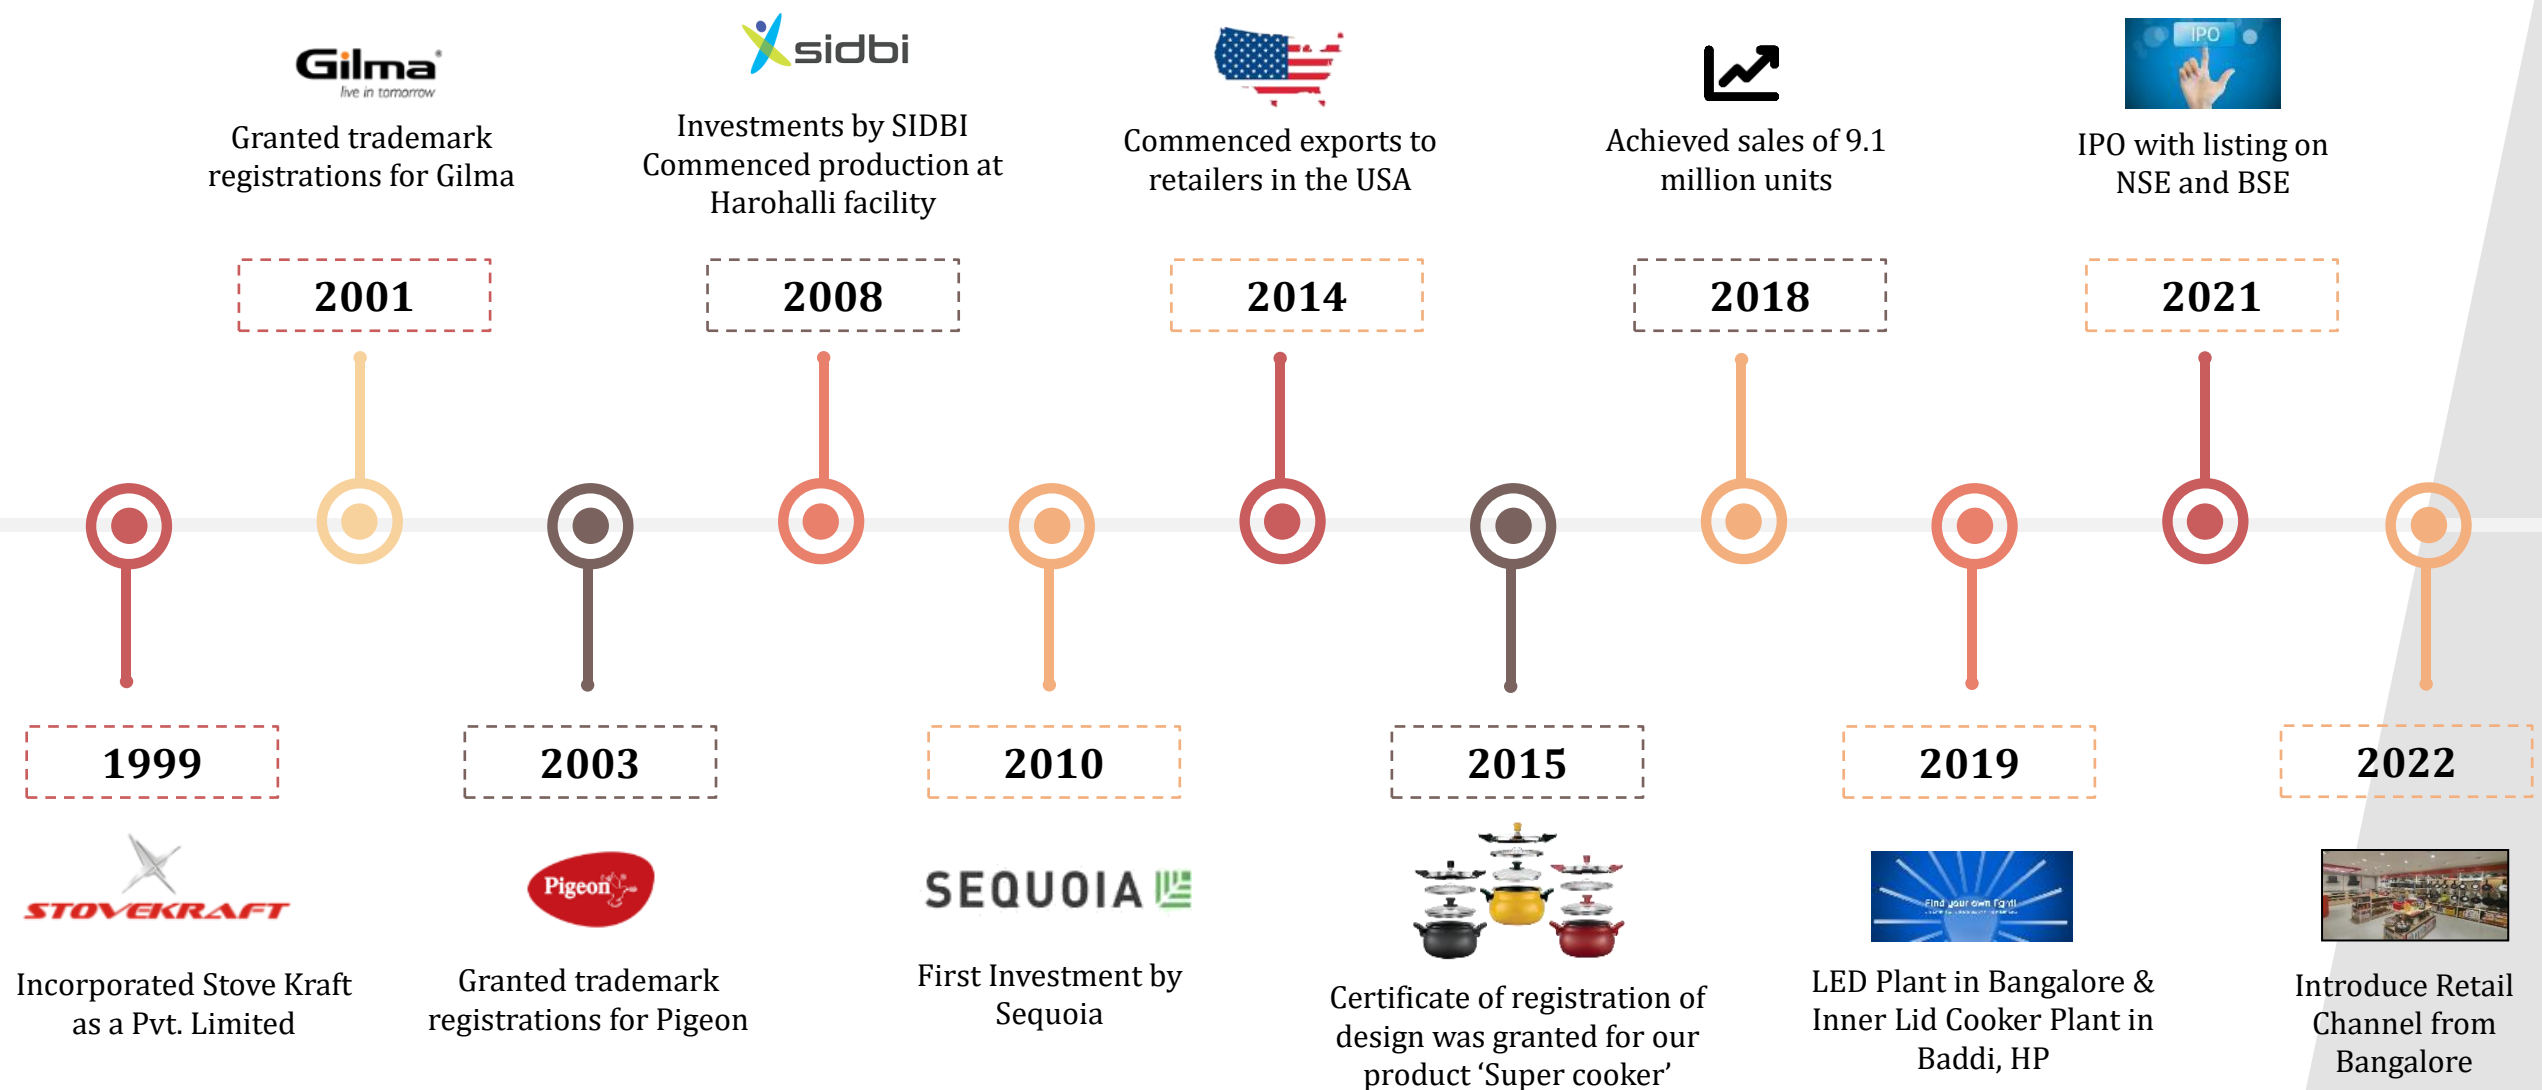 Gilma®
live in tomorrow
Granted trademark
registrations for Gilma
2001
sidbi
Investments by SIDBI
Commenced production at
Harohalli facility
2008
Commenced exports to
retailers in the USA
2014
Achieved sales of 9.1
million units
2018
IPO
IPO with listing on
NSE and BSE
2021
1999
STOVEKRAFT
Incorporated Stove Kraft
as a Pvt. Limited
2003
Pigeon
Granted trademark
registrations for Pigeon
2010
SEQUOIA
First Investment by
Sequoia
2015
Certificate of registration of
design was granted for our
product ‘Super cooker’
2019
Find your own light!
LED Plant in Bangalore &
Inner Lid Cooker Plant in
Baddi, HP
2022
Introduce Retail
Channel from
Bangalore